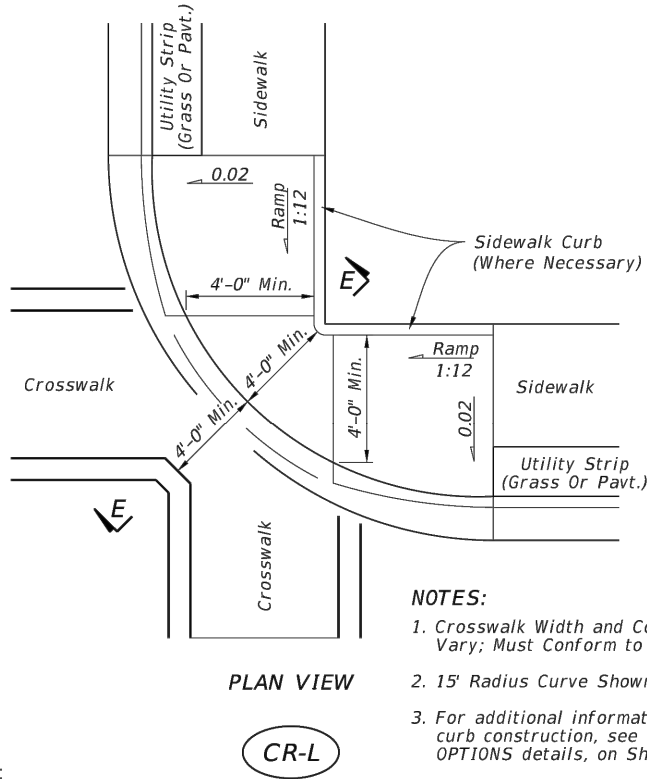 Utility Strip
(Grass Or Pavt.)
Sidewalk
0.02
Ramp
1:12
Sidewalk Curb
(Where Necessary)
E
4'-0" Min.
4'-0" Min.
Ramp
1:12
Crosswalk
4'-0" Min.
4'-0" Min.
Sidewalk
0.02
Utility Strip
(Grass Or Pavt.)
E
Crosswalk
NOTES:
1. Crosswalk Width and Co
Vary; Must Conform to
2. 15' Radius Curve Shown
3. For additional informat
curb construction, see
OPTIONS details, on Sh
PLAN VIEW
CR-L